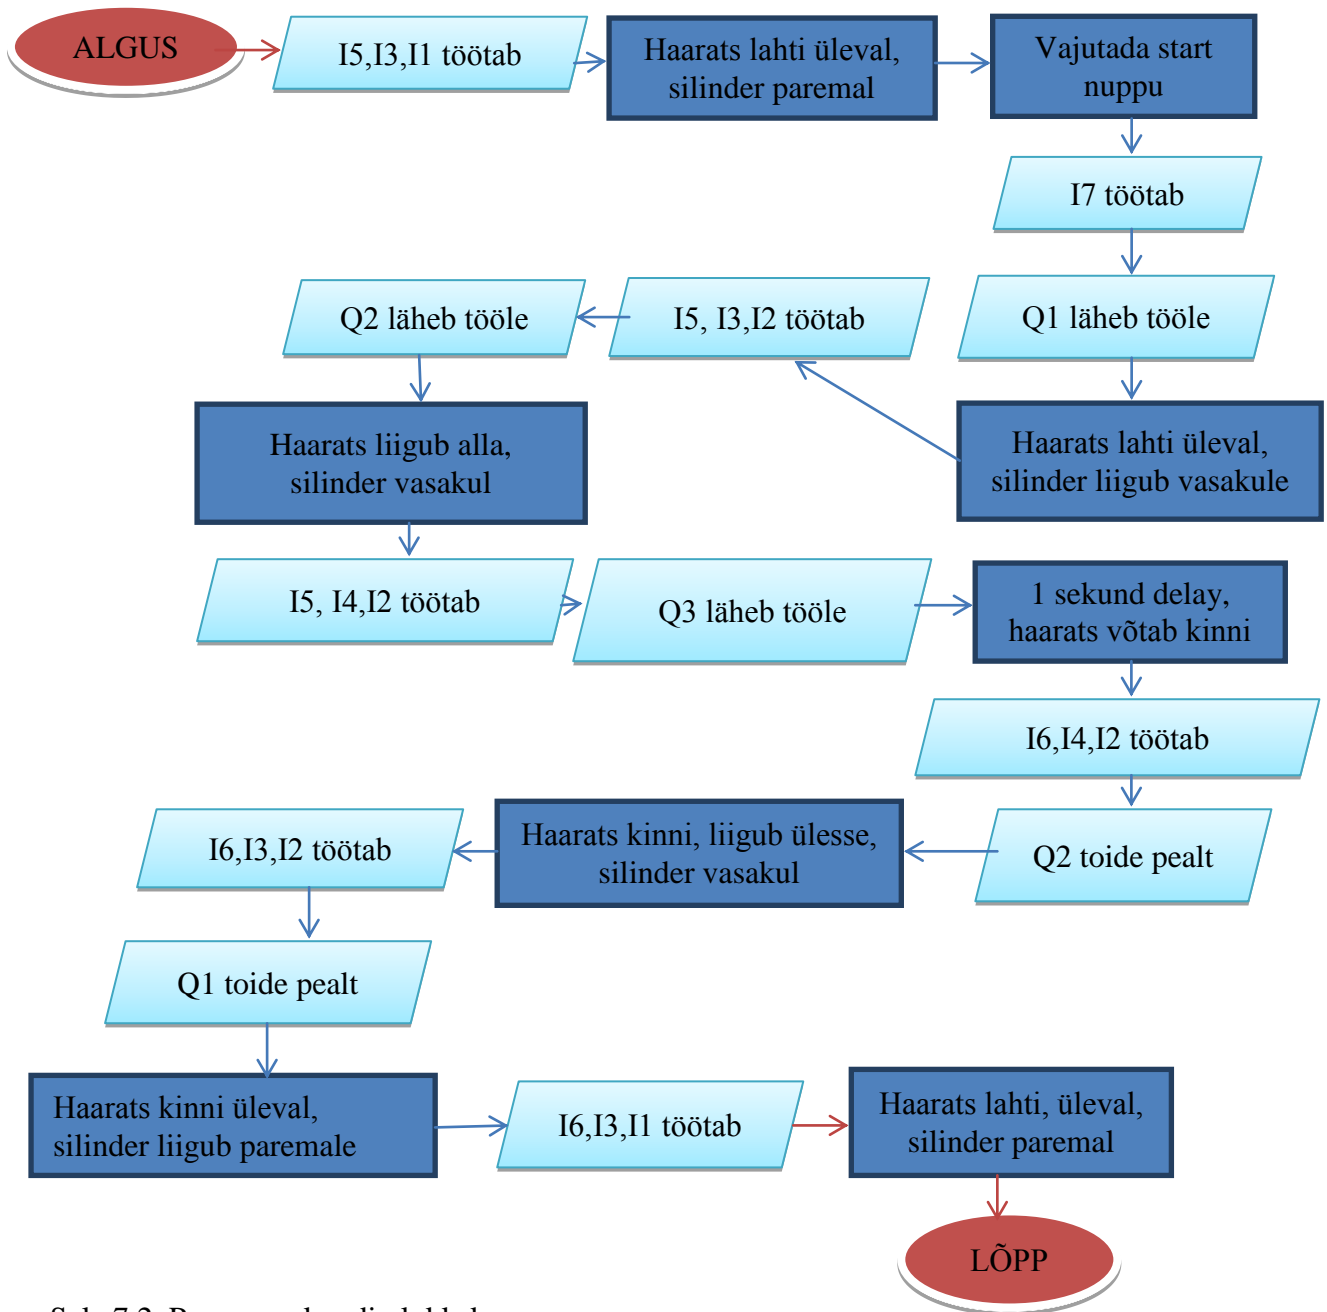 ALGUS
I5,I3,I1 töötab
Haarats lahti üleval,
silinder paremal
Vajutada start
nuppu
I7 töötab
Q1 läheb tööle
Haarats lahti üleval,
silinder liigub vasakule
I5, I3,I2 töötab
Q2 läheb tööle
Haarats liigub alla,
silinder vasakul
I5, I4,I2 töötab
Q3 läheb tööle
1 sekund delay,
haarats võtab kinni
I6,I4,I2 töötab
Q2 toide pealt
Haarats kinni, liigub ülesse,
silinder vasakul
I6,I3,I2 töötab
Q1 toide pealt
Haarats kinni üleval,
silinder liigub paremale
I6,I3,I1 töötab
Haarats lahti, üleval,
silinder paremal
LÕPP